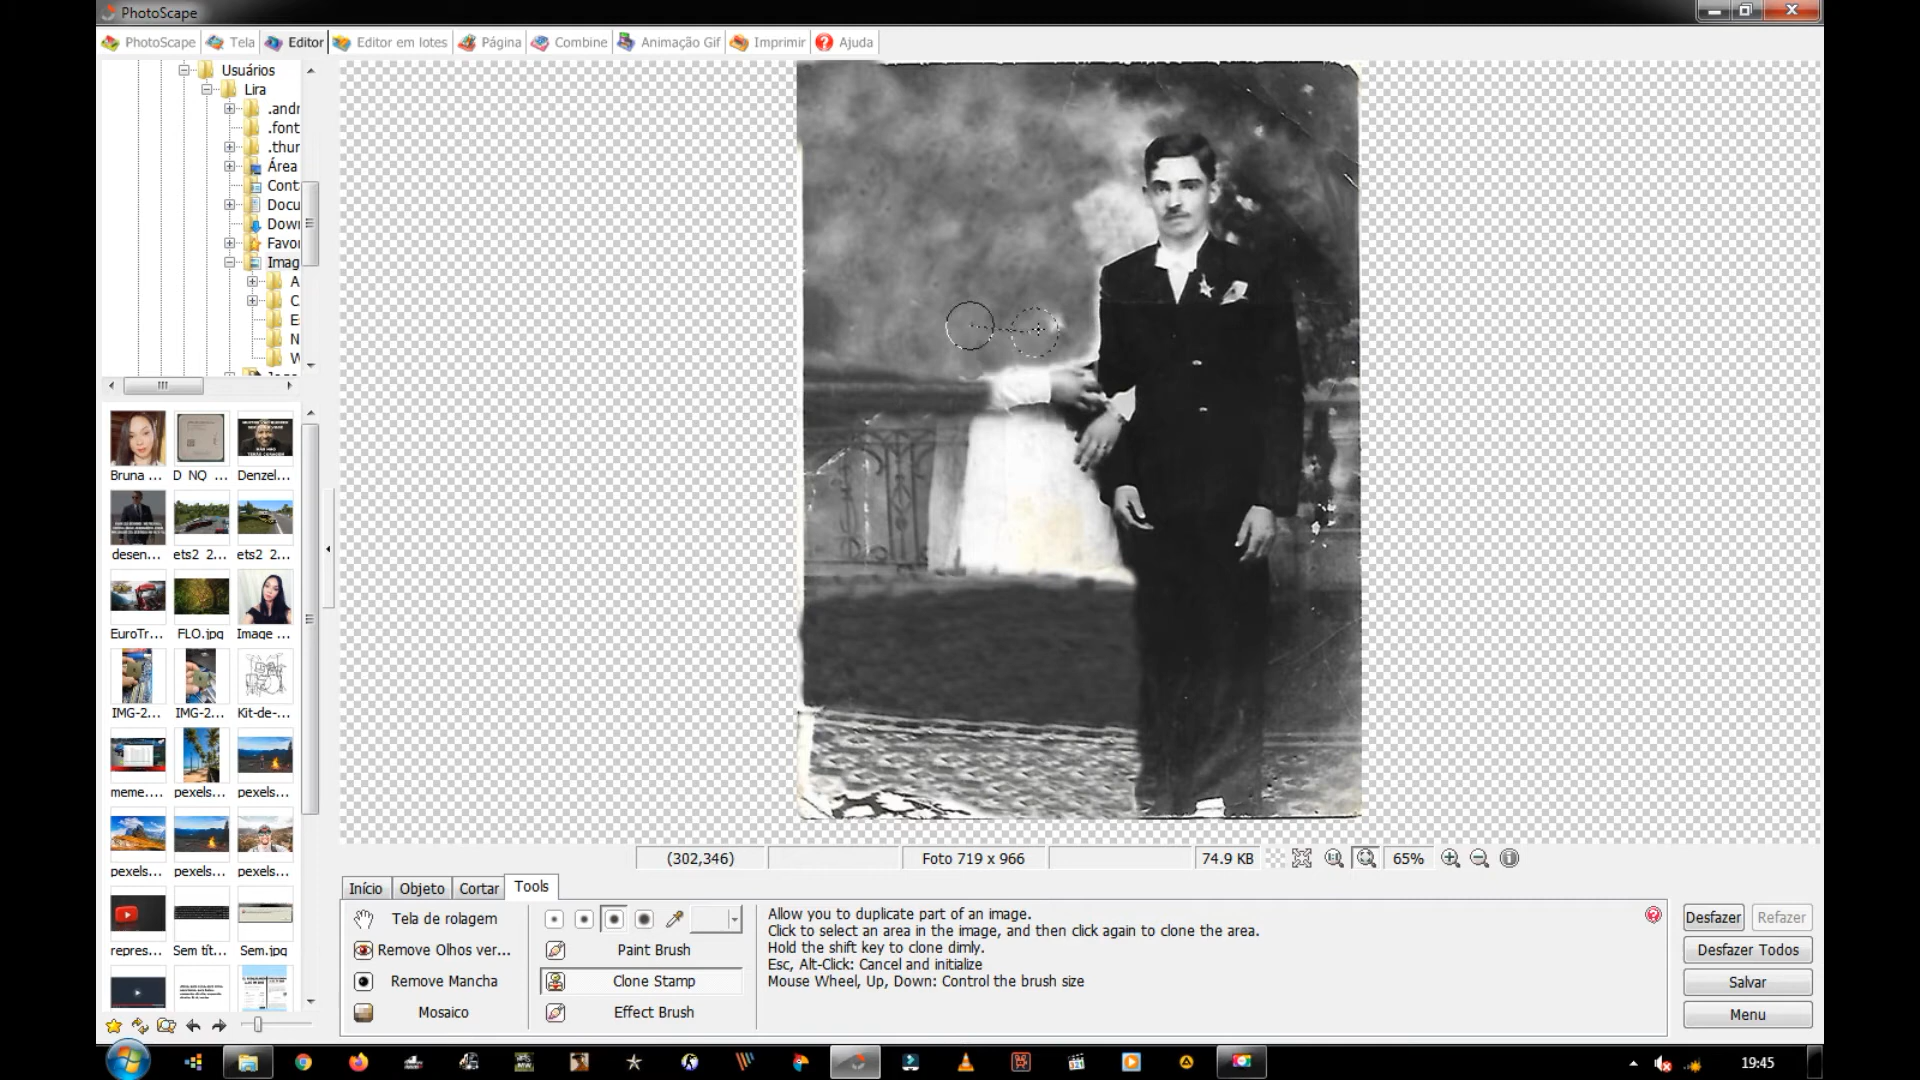 PhotoScape
PhotoScape
Tela
Editor
Editor em lotes
Página
Combine
Animação Gif
Imprimir
Ajuda
Usuários
Lira
.andr
.font
.thur
Área
Cont
Docu
Down
Favor
Imag
A
C
E
N
W
Bruna ... D NQ ... Denzel...
desen... ets2 2... ets2 2...
EuroTr... FLO.jpg Image ...
IMG-2... IMG-2... Kit-de-...
meme.... pexels... pexels...
pexels... pexels... pexels...
repres... Sem tít... Sem.jpg
(302,346)
Foto 719 x 966
74.9 KB
65%
Início
Objeto
Cortar
Tools
Tela de rolagem
Remove Olhos ver...
Remove Mancha
Mosaico
Paint Brush
Clone Stamp
Effect Brush
Allow you to duplicate part of an image.
Click to select an area in the image, and then click again to clone the area.
Hold the shift key to clone dimly.
Esc, Alt-Click: Cancel and initialize
Mouse Wheel, Up, Down: Control the brush size
Desfazer
Refazer
Desfazer Todos
Salvar
Menu
19:45